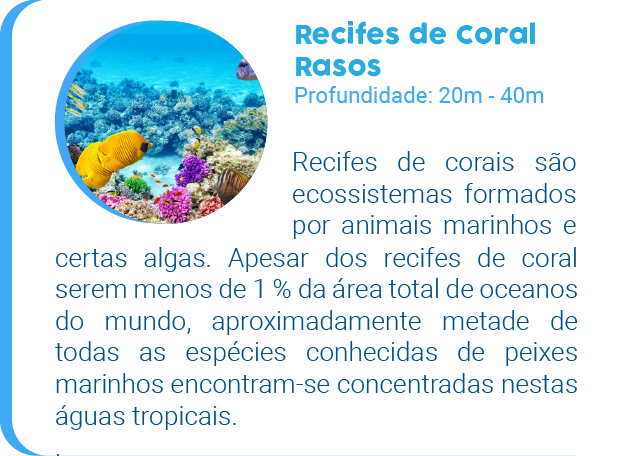 Recifes de Coral
Rasos
Profundidade: 20m - 40m
Recifes de corais são
ecossistemas formados
por animais marinhos e
certas algas. Apesar dos recifes de coral
serem menos de 1 % da área total de oceanos
do mundo, aproximadamente metade de
todas as espécies conhecidas de peixes
marinhos encontram-se concentradas nestas
águas tropicais.